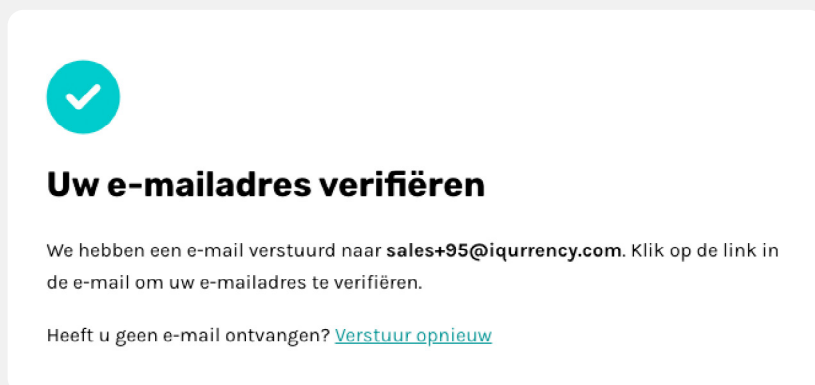 Uw e-mailadres verifiëren
We hebben een e-mail verstuurd naar sales+95@iqurrency.com. Klik op de link in
de e-mail om uw e-mailadres te verifiëren.
Heeft u geen e-mail ontvangen? Verstuur opnieuw